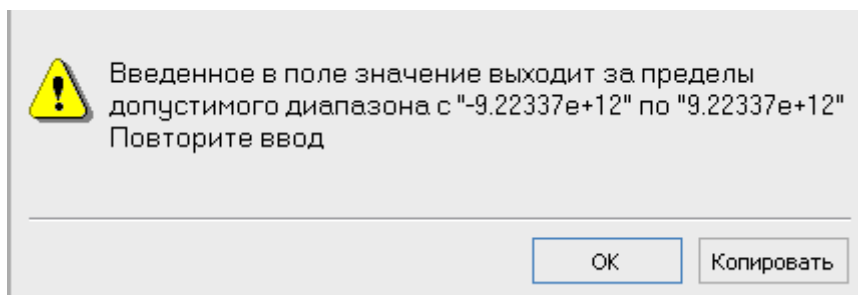 Введенное в поле значение выходит за пределы
допустимого диапазона с "-9.22337e+12" по "9.22337e+12"
Повторите ввод
OK
Копировать